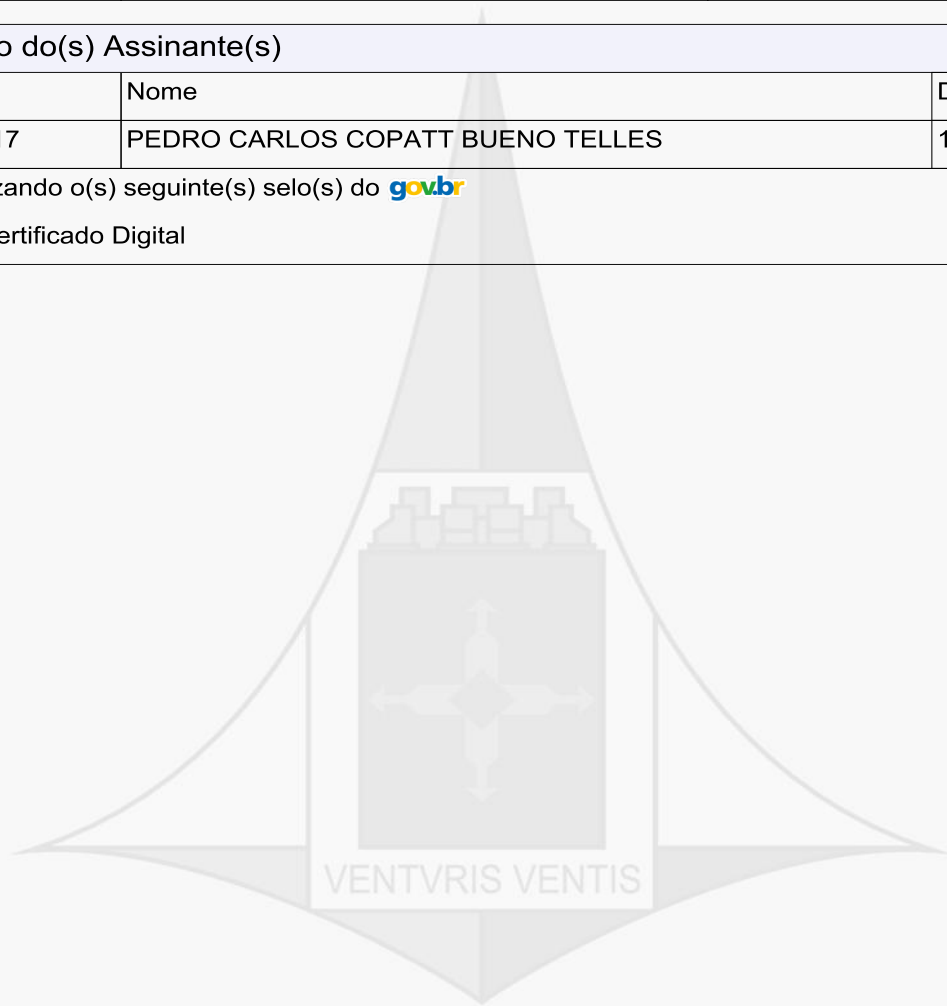 o do(s) Assinante(s)
Nome D
17 PEDRO CARLOS COPATT BUENO TELLES 1
zando o(s) seguinte(s) selo(s) do gov.br
ertificado Digital
VENTVRIS VENTIS